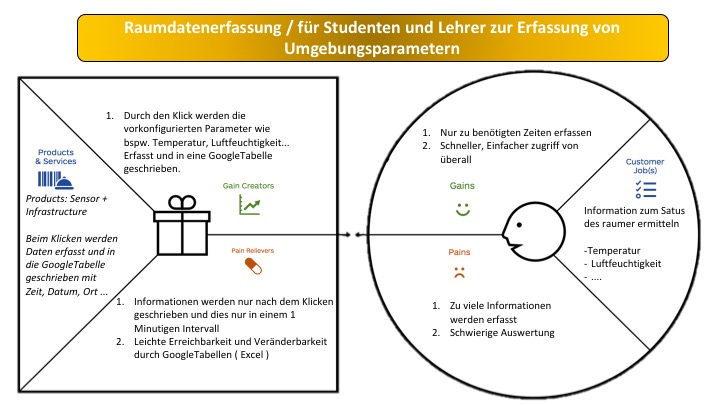 Raumdatenerfassung / für Studenten und Lehrer zur Erfassung von
Umgebungsparametern
1. Durch den Klick werden die
vorkonfigurierten Parameter wie
bspw. Temperatur, Luftfeuchtigkeit...
Erfasst und in eine GoogleTabelle
geschrieben.
Products
& Services
Products: Sensor +
Infrastructure
Beim Klicken werden
Daten erfasst und in
die GoogleTabelle
geschrieben mit
Zeit, Datum, Ort ...
Gain Creators
Pain Relievers
1. Informationen werden nur nach dem Klicken
geschrieben und dies nur in einem 1
Minutigen Intervall
2. Leichte Erreichbarkeit und Veränderbarkeit
durch GoogleTabellen ( Excel )
1. Nur zu benötigten Zeiten erfassen
2. Schneller, Einfacher zugriff von
überall
Gains
Pains
1. Zu viele Informationen
werden erfasst
2. Schwierige Auswertung
Customer
Job(s)
Information zum Satus
des raumer ermitteln
-Temperatur
- Luftfeuchtigkeit
- ....